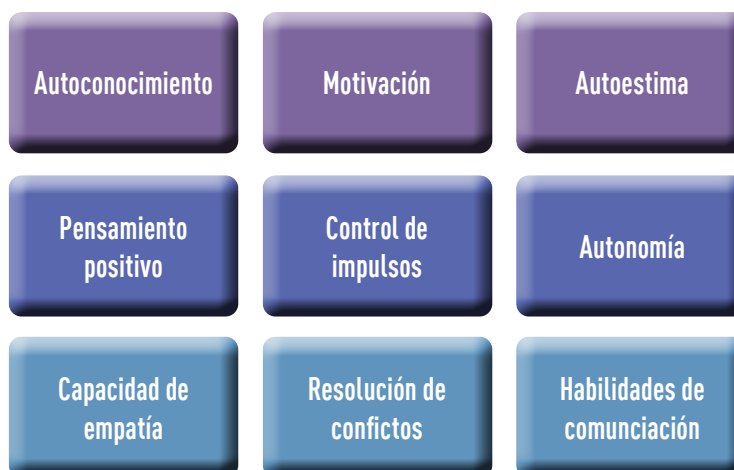 Autoconocimiento
Motivación
Autoestima
Pensamiento
positivo
Control de
impulsos
Autonomía
Capacidad de
empatía
Resolución de
confictos
Habilidades de
comunciación